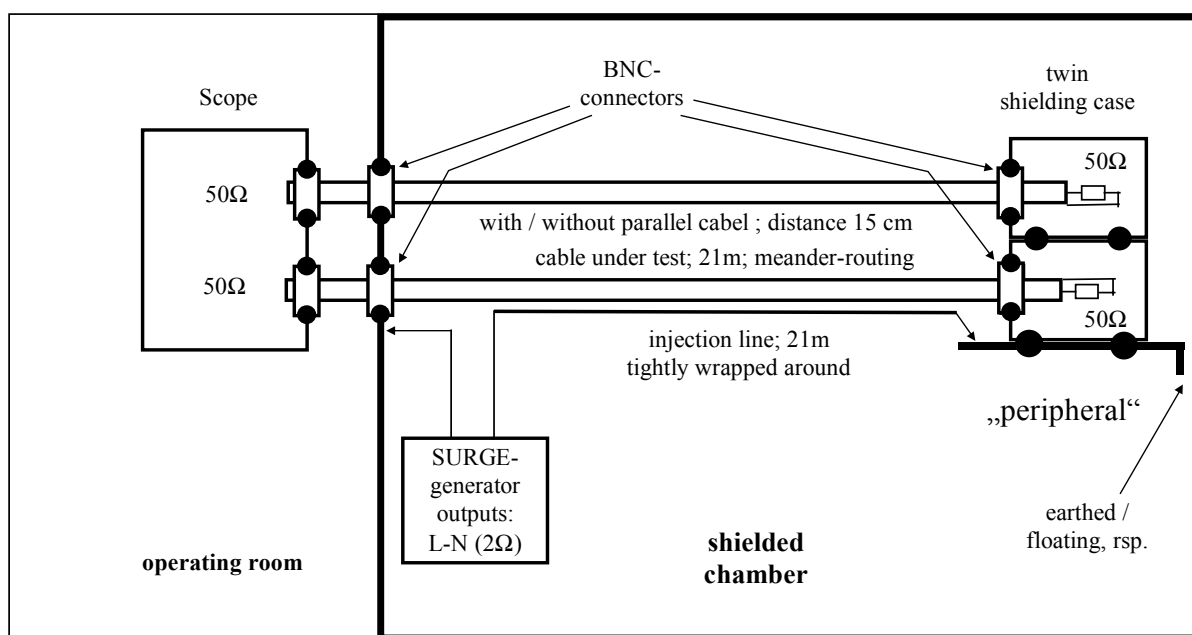 Scope
BNC-
connectors
twin
shielding case
50Ω
50Ω
with / without parallel cabel ; distance 15 cm
cable under test; 21m; meander-routing
50Ω
50Ω
injection line; 21m
tightly wrapped around
„peripheral“
SURGE-
generator
outputs:
L-N (2Ω)
earthed /
floating, rsp.
operating room
shielded
chamber